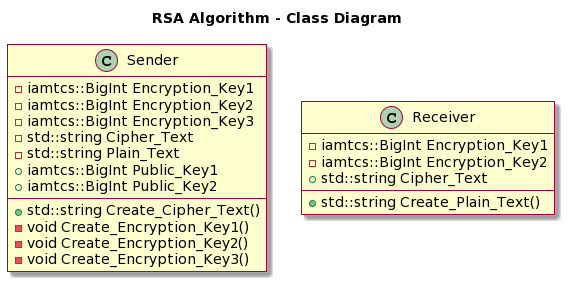 RSA Algorithm - Class Diagram
C Sender
iamtcs::BigInt Encryption_Key1
iamtcs::BigInt Encryption_Key2
iamtcs::BigInt Encryption_Key3
std::string Cipher_Text
std::string Plain_Text
iamtcs::BigInt Public_Key1
iamtcs::BigInt Public_Key2
std::string Create_Cipher_Text()
void Create_Encryption_Key1()
void Create_Encryption_Key2()
void Create_Encryption_Key3()
C Receiver
iamtcs::BigInt Encryption_Key1
iamtcs::BigInt Encryption_Key2
std::string Cipher_Text
std::string Create_Plain_Text()